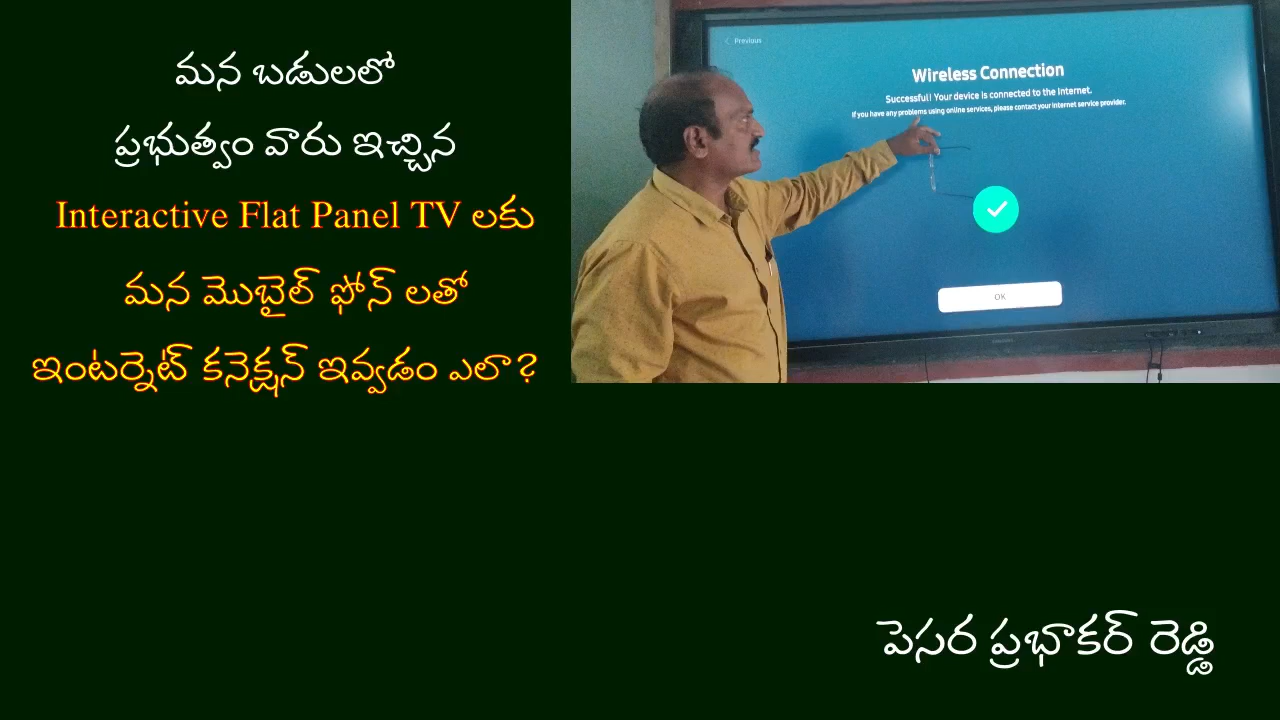 మన బడులలో
ప్రభుత్వం వారు ఇచ్చిన
Interactive Flat Panel TV లకు
మన మొబైల్ ఫోన్ లతో
ఇంటర్నెట్ కనెక్షన్ ఇవ్వడం ఎలా?
< Previous
Wireless Connection
Successful! Your device is connected to the Internet.
If you have any problems using online services, please contact your Internet service provider.
OK
పెసర ప్రభాకర్ రెడ్డి